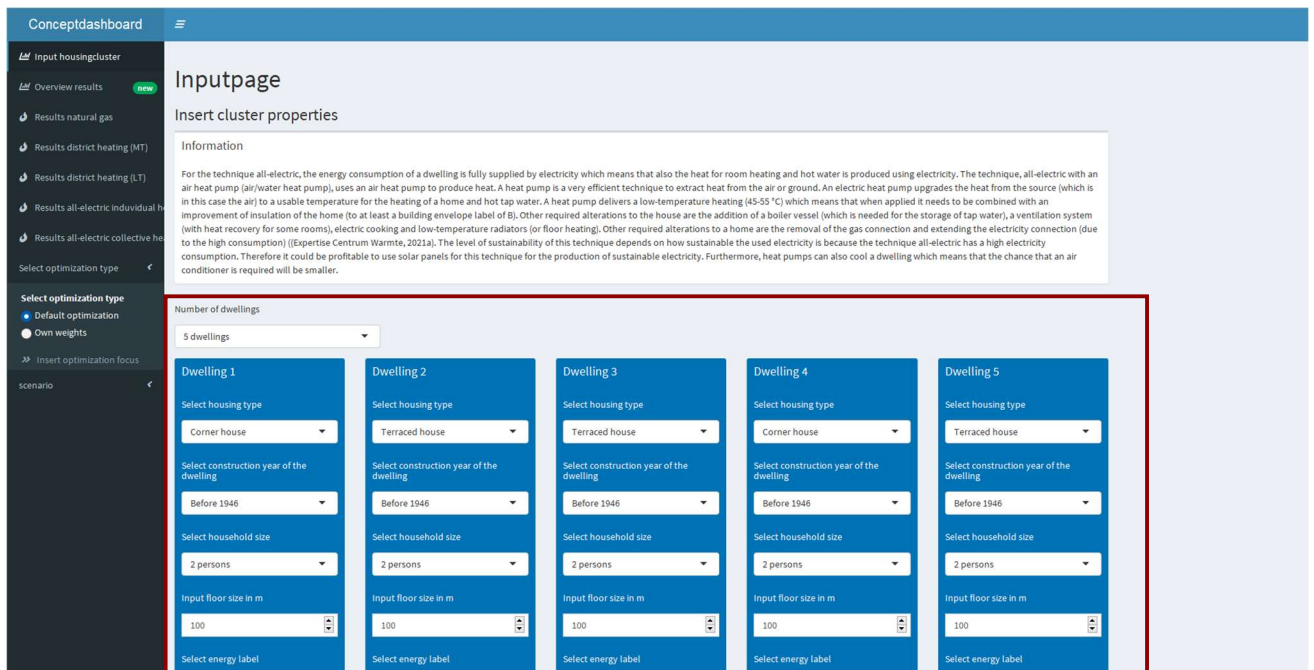 Conceptdashboard
Input housingcluster
Overview results new
Results natural gas
Results district heating (MT)
Results district heating (LT)
Results all-electric induvidual h
Results all-electric collective he
Select optimization type
Select optimization type
Default optimization
Own weights
Insert optimization focus
scenario
Inputpage
Insert cluster properties
Information
For the technique all-electric, the energy consumption of a dwelling is fully supplied by electricity which means that also the heat for room heating and hot water is produced using electricity. The technique, all-electric with an
air heat pump (air/water heat pump), uses an air heat pump to produce heat. A heat pump is a very efficient technique to extract heat from the air or ground. An electric heat pump upgrades the heat from the source (which is
in this case the air) to a usable temperature for the heating of a home and hot tap water. A heat pump delivers a low-temperature heating (45-55 °C) which means that when applied it needs to be combined with an
improvement of insulation of the home (to at least a building envelope label of B). Other required alterations to the house are the addition of a boiler vessel (which is needed for the storage of tap water), a ventilation system
(with heat recovery for some rooms), electric cooking and low-temperature radiators (or floor heating). Other required alterations to a home are the removal of the gas connection and extending the electricity connection (due
to the high consumption) ((Expertise Centrum Warmte, 2021a). The level of sustainability of this technique depends on how sustainable the used electricity is because the technique all-electric has a high electricity
consumption. Therefore it could be profitable to use solar panels for this technique for the production of sustainable electricity. Furthermore, heat pumps can also cool a dwelling which means that the chance that an air
conditioner is required will be smaller.
Number of dwellings
5 dwellings
Dwelling 1 Dwelling 2 Dwelling 3 Dwelling 4 Dwelling 5
Select housing type Select housing type Select housing type Select housing type Select housing type
Corner house Terraced house Terraced house Corner house Terraced house
Select construction year of the Select construction year of the Select construction year of the Select construction year of the Select construction year of the
dwelling dwelling dwelling dwelling dwelling
Before 1946 Before 1946 Before 1946 Before 1946 Before 1946
Select household size Select household size Select household size Select household size Select household size
2 persons 2 persons 2 persons 2 persons 2 persons
Input floor size in m Input floor size in m Input floor size in m Input floor size in m Input floor size in m
100 100 100 100 100
Select energy label Select energy label Select energy label Select energy label Select energy label